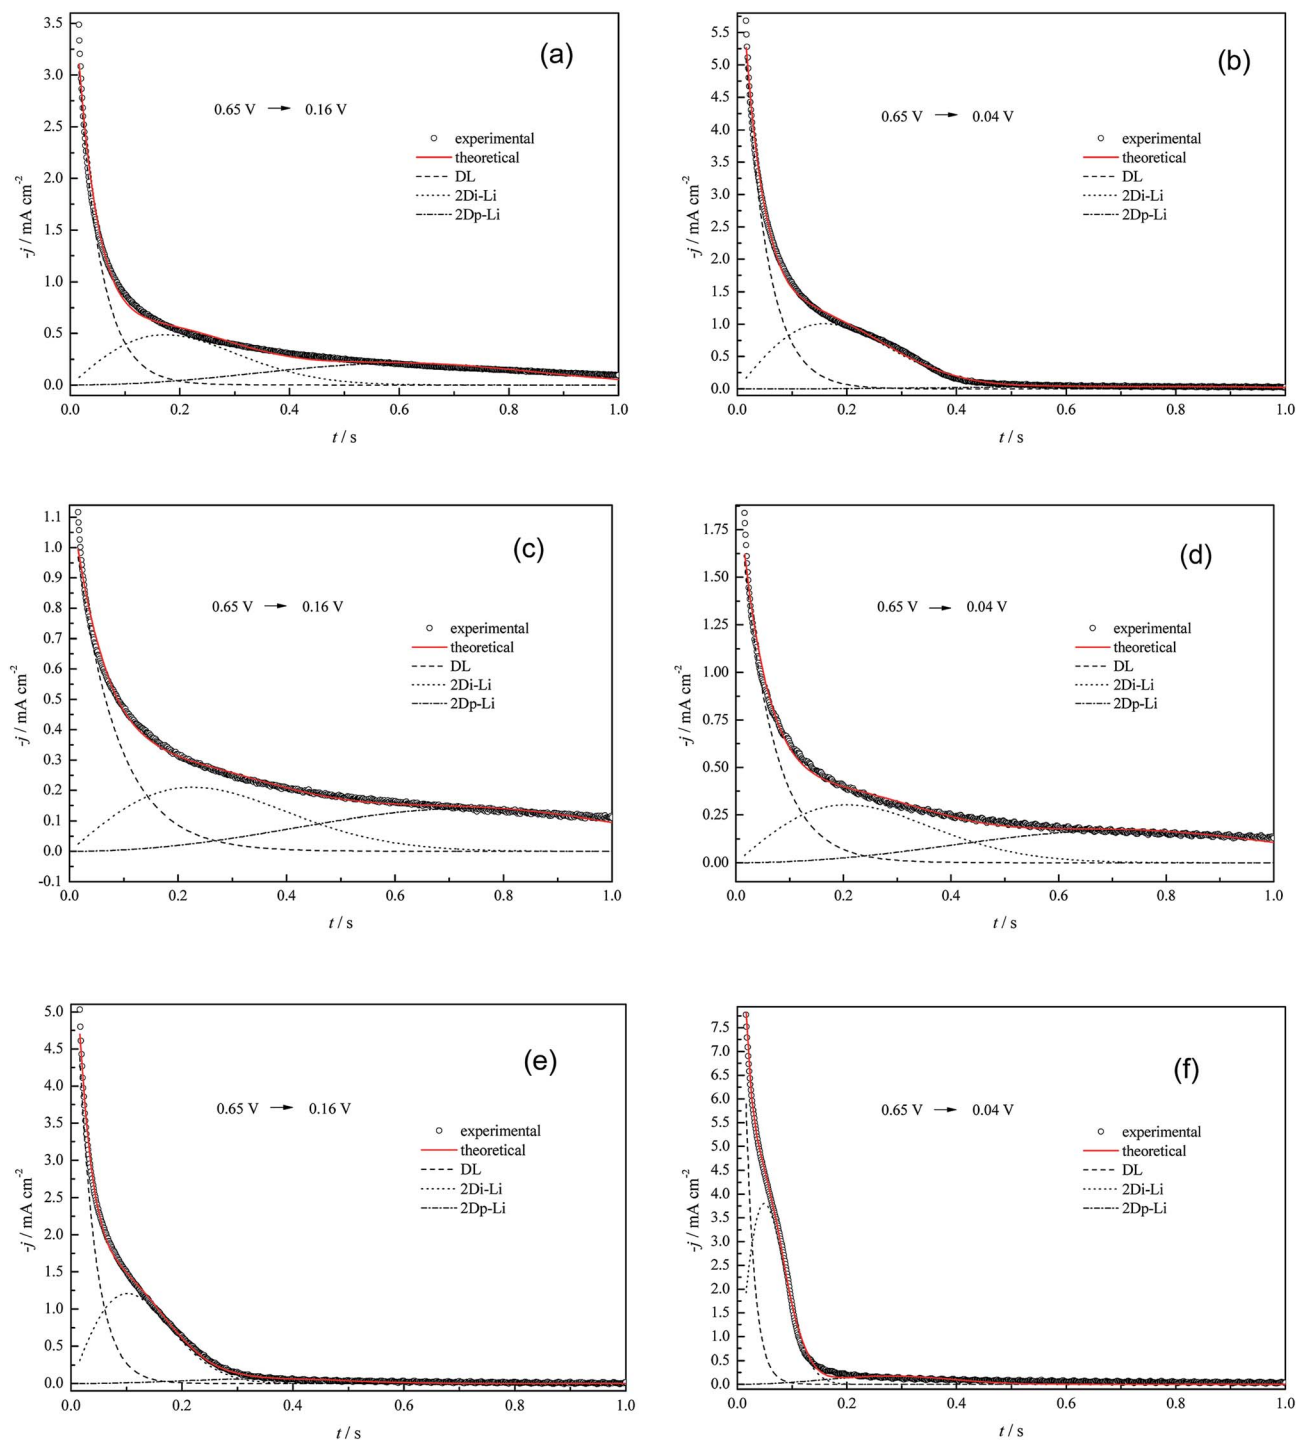 (a)
0.65 V → 0.16 V
experimental
theoretical
DL
2Di-Li
2Dp-Li
-j / mA cm-2
3.5
3.0
2.5
2.0
1.5
1.0
0.5
0.0
0.0 0.2 0.4 0.6 0.8 1.0
t / s
(b)
0.65 V → 0.04 V
experimental
theoretical
DL
2Di-Li
2Dp-Li
-j / mA cm-2
5.5
5.0
4.5
4.0
3.5
3.0
2.5
2.0
1.5
1.0
0.5
0.0
0.0 0.2 0.4 0.6 0.8 1.0
t / s
(c)
0.65 V → 0.16 V
experimental
theoretical
DL
2Di-Li
2Dp-Li
-j / mA cm-2
1.1
1.0
0.9
0.8
0.7
0.6
0.5
0.4
0.3
0.2
0.1
0.0
-0.1
0.0 0.2 0.4 0.6 0.8 1.0
t / s
(d)
0.65 V → 0.04 V
experimental
theoretical
DL
2Di-Li
2Dp-Li
-j / mA cm-2
1.75
1.50
1.25
1.00
0.75
0.50
0.25
0.00
0.0 0.2 0.4 0.6 0.8 1.0
t / s
(e)
0.65 V → 0.16 V
experimental
theoretical
DL
2Di-Li
2Dp-Li
-j / mA cm-2
5.0
4.5
4.0
3.5
3.0
2.5
2.0
1.5
1.0
0.5
0.0
0.0 0.2 0.4 0.6 0.8 1.0
t / s
(f)
0.65 V → 0.04 V
experimental
theoretical
DL
2Di-Li
2Dp-Li
-j / mA cm-2
7.5
7.0
6.5
6.0
5.5
5.0
4.5
4.0
3.5
3.0
2.5
2.0
1.5
1.0
0.5
0.0
0.0 0.2 0.4 0.6 0.8 1.0
t / s